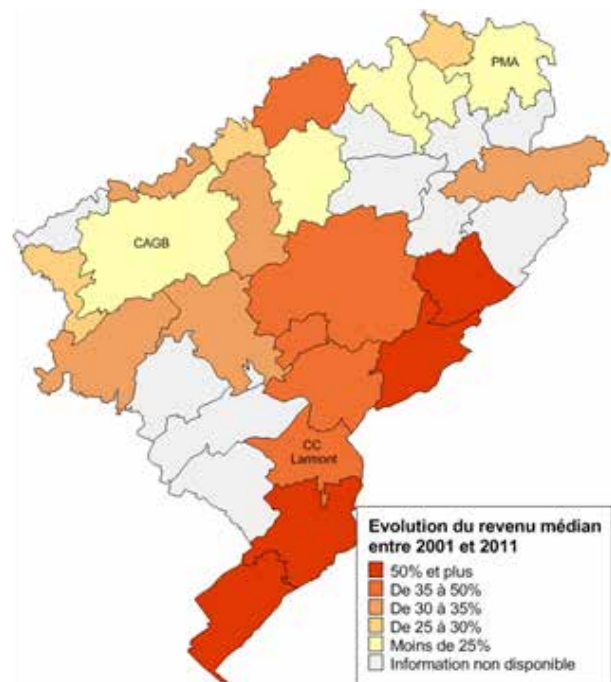 PMA
CAGB
CC
Larmont
Evolution du revenu médian
entre 2001 et 2011
50% et plus
De 35 à 50%
De 30 à 35%
De 25 à 30%
Moins de 25%
Information non disponible